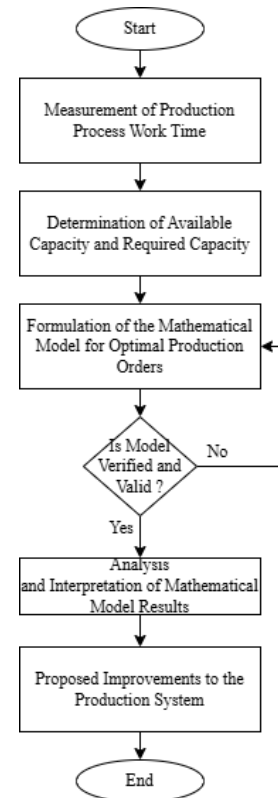 Start
Measurement of Production
Process Work Time
Determination of Available
Capacity and Required Capacity
Formulation of the Mathematical
Model for Optimal Production
Orders
Is Model
Verified and
Valid ?
No
Yes
Analysis
and Interpretation of Mathematical
Model Results
Proposed Improvements to the
Production System
End